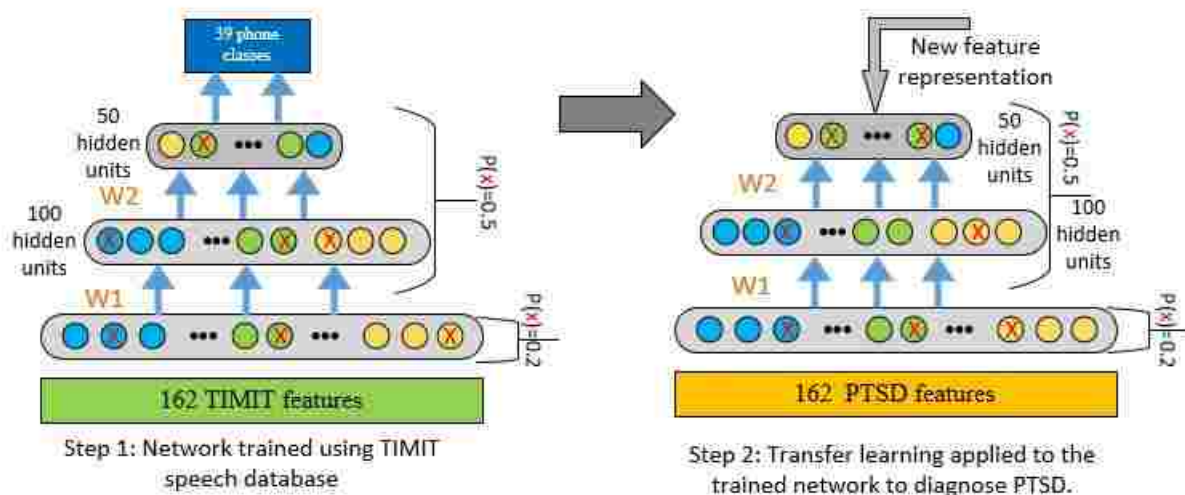 39 phone
classes
50
hidden
units
X
•••
W2
P(x)=0.5
100
hidden
units
X
•••
X
X
W1
X
•••
X
•••
X
P(x)=0.2
162 TIMIT features
Step 1: Network trained using TIMIT
speech database
New feature
representation
X
•••
X
50
hidden
units
P(x)=0.5
W2
X
•••
X
100
hidden
units
W1
X
•••
X
•••
X
P(x)=0.2
162 PTSD features
Step 2: Transfer learning applied to the
trained network to diagnose PTSD.